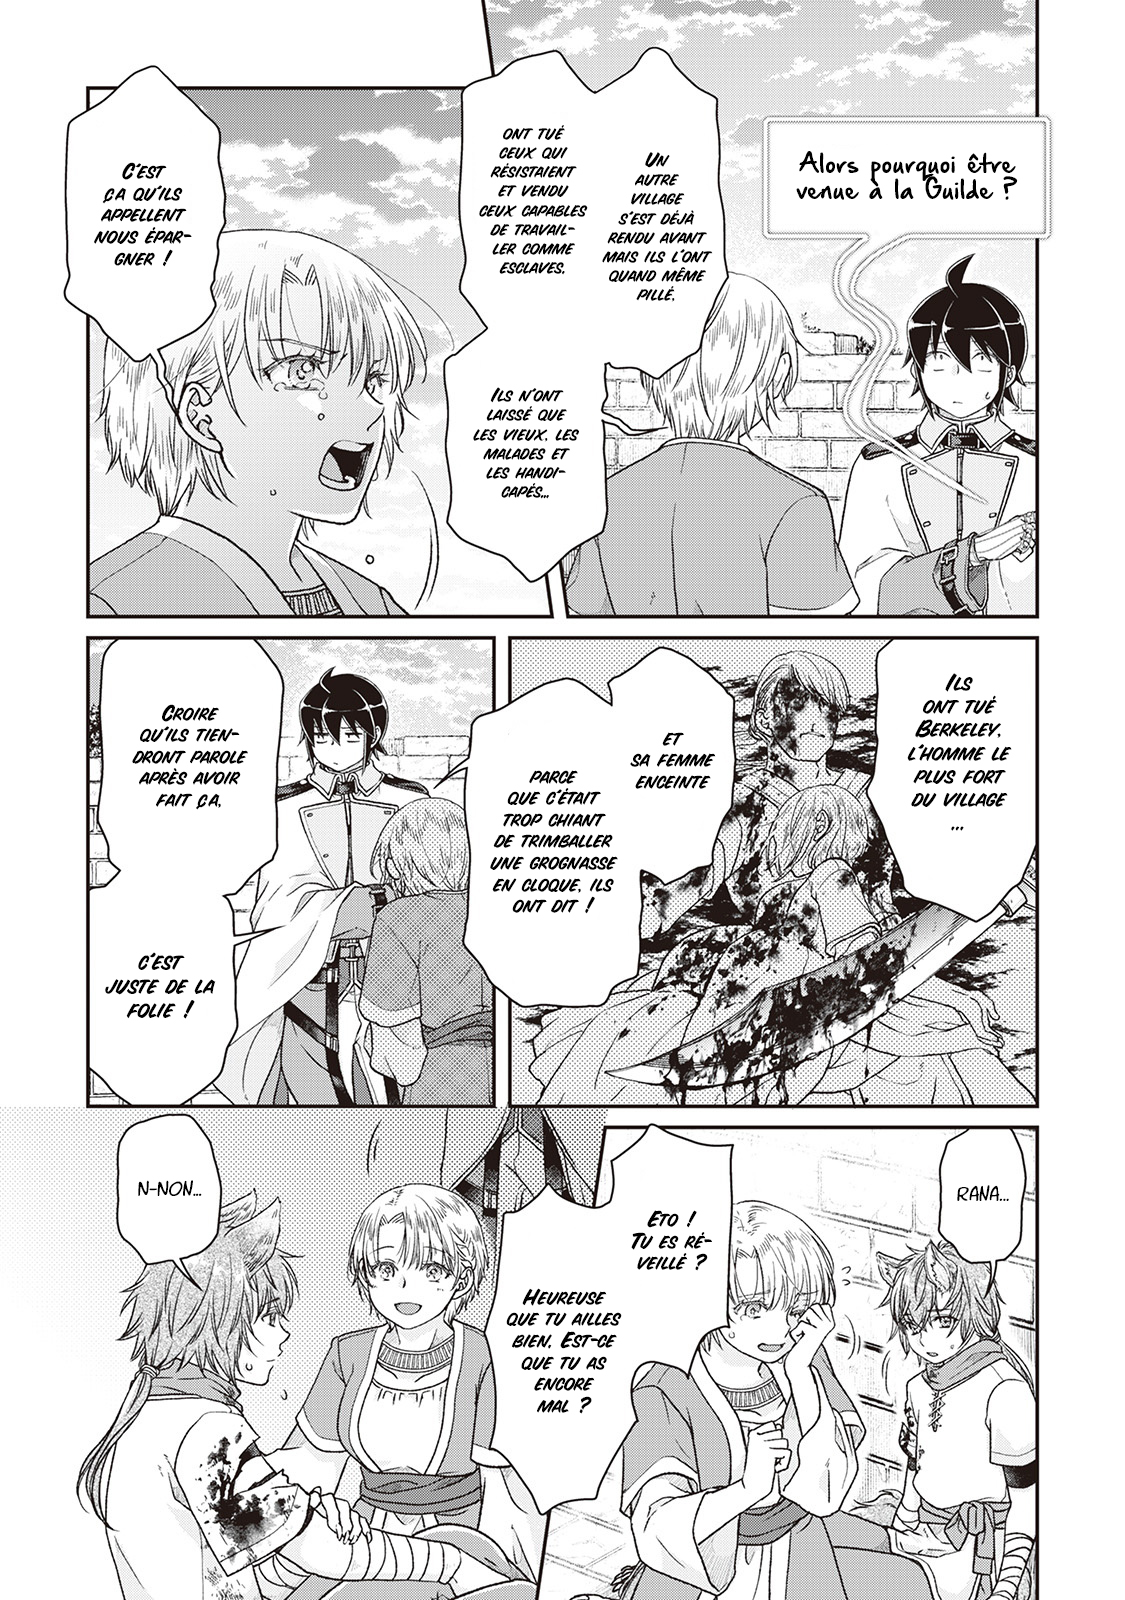 Alors pourquoi être
venue à la Guilde ?
Un
autre
village
s'est déjà
rendu avant
mais ils l'ont
quand même
pillé,
ont tué
ceux qui
résistaient
et vendu
ceux capables
de travail-
ler comme
esclaves.
Ils n'ont
laissé que
les vieux, les
malades et
les handi-
capés...
C'est
ça qu'ils
appellent
nous épar-
gner !
Ils
ont tué
Berkeley,
l'homme le
plus fort
du village
...
et
sa femme
enceinte
parce
que c'était
trop chiant
de trimballer
une grognasse
en cloque, ils
ont dit !
Croire
qu'ils tien-
dront parole
après avoir
fait ça,
c'est
juste de la
folie !
Rana...
Eto !
Tu es ré-
veillé ?
Heureuse
que tu ailles
bien. Est-ce
que tu as
encore
mal ?
N-non...